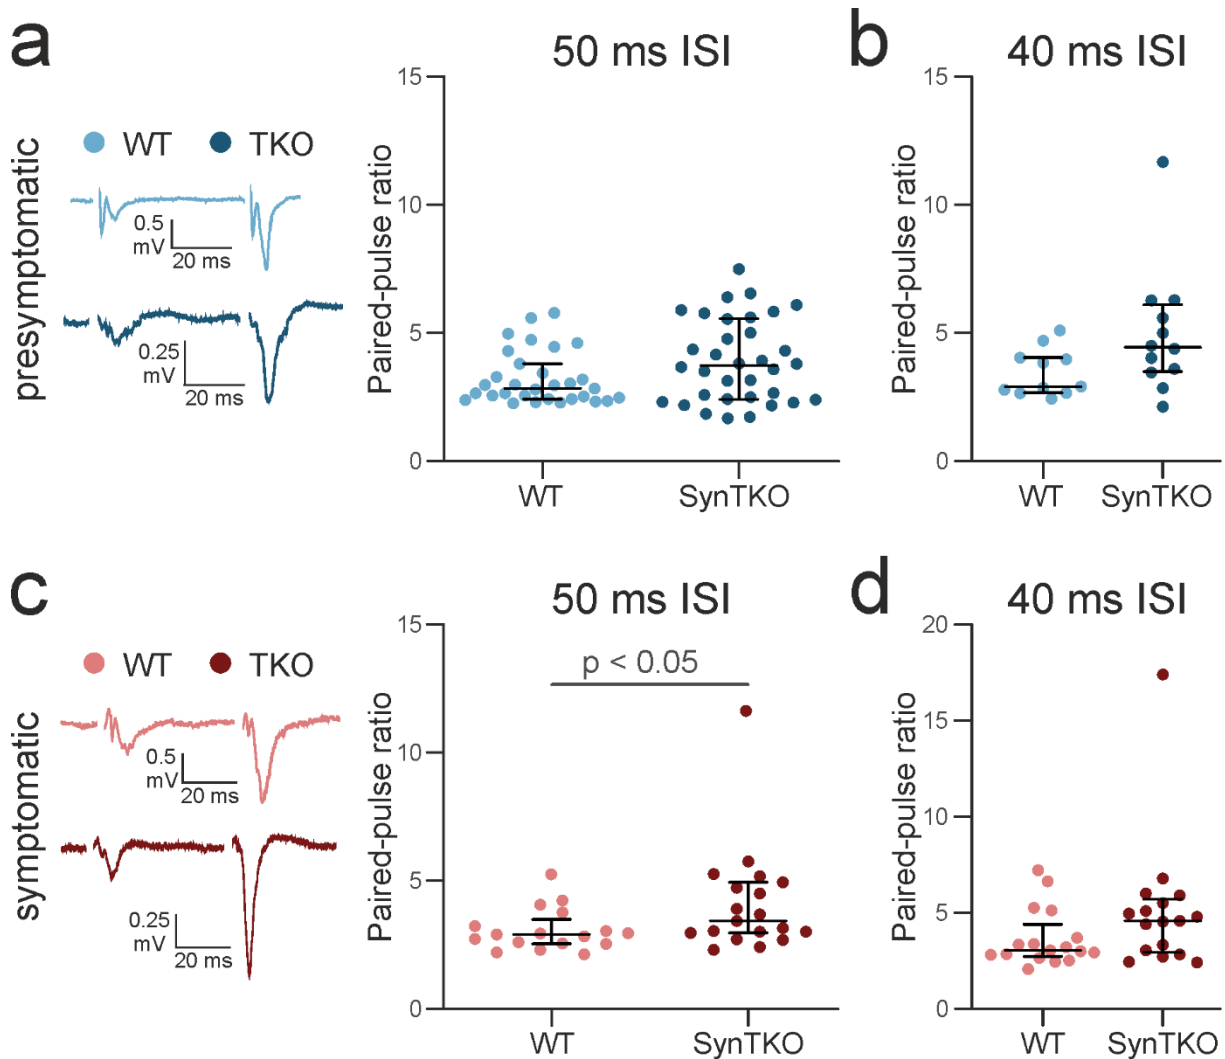 a
50 ms ISI
b
40 ms ISI
presymptomatic
WT
TKO
0.5
mV
20 ms
0.25
mV
20 ms
Paired-pulse ratio
15
10
5
0
WT
SynTKO
Paired-pulse ratio
15
10
5
0
WT
SynTKO
c
50 ms ISI
d
40 ms ISI
symptomatic
WT
TKO
0.5
mV
20 ms
0.25
mV
20 ms
Paired-pulse ratio
15
10
5
0
p < 0.05
WT
SynTKO
Paired-pulse ratio
20
15
10
5
0
WT
SynTKO